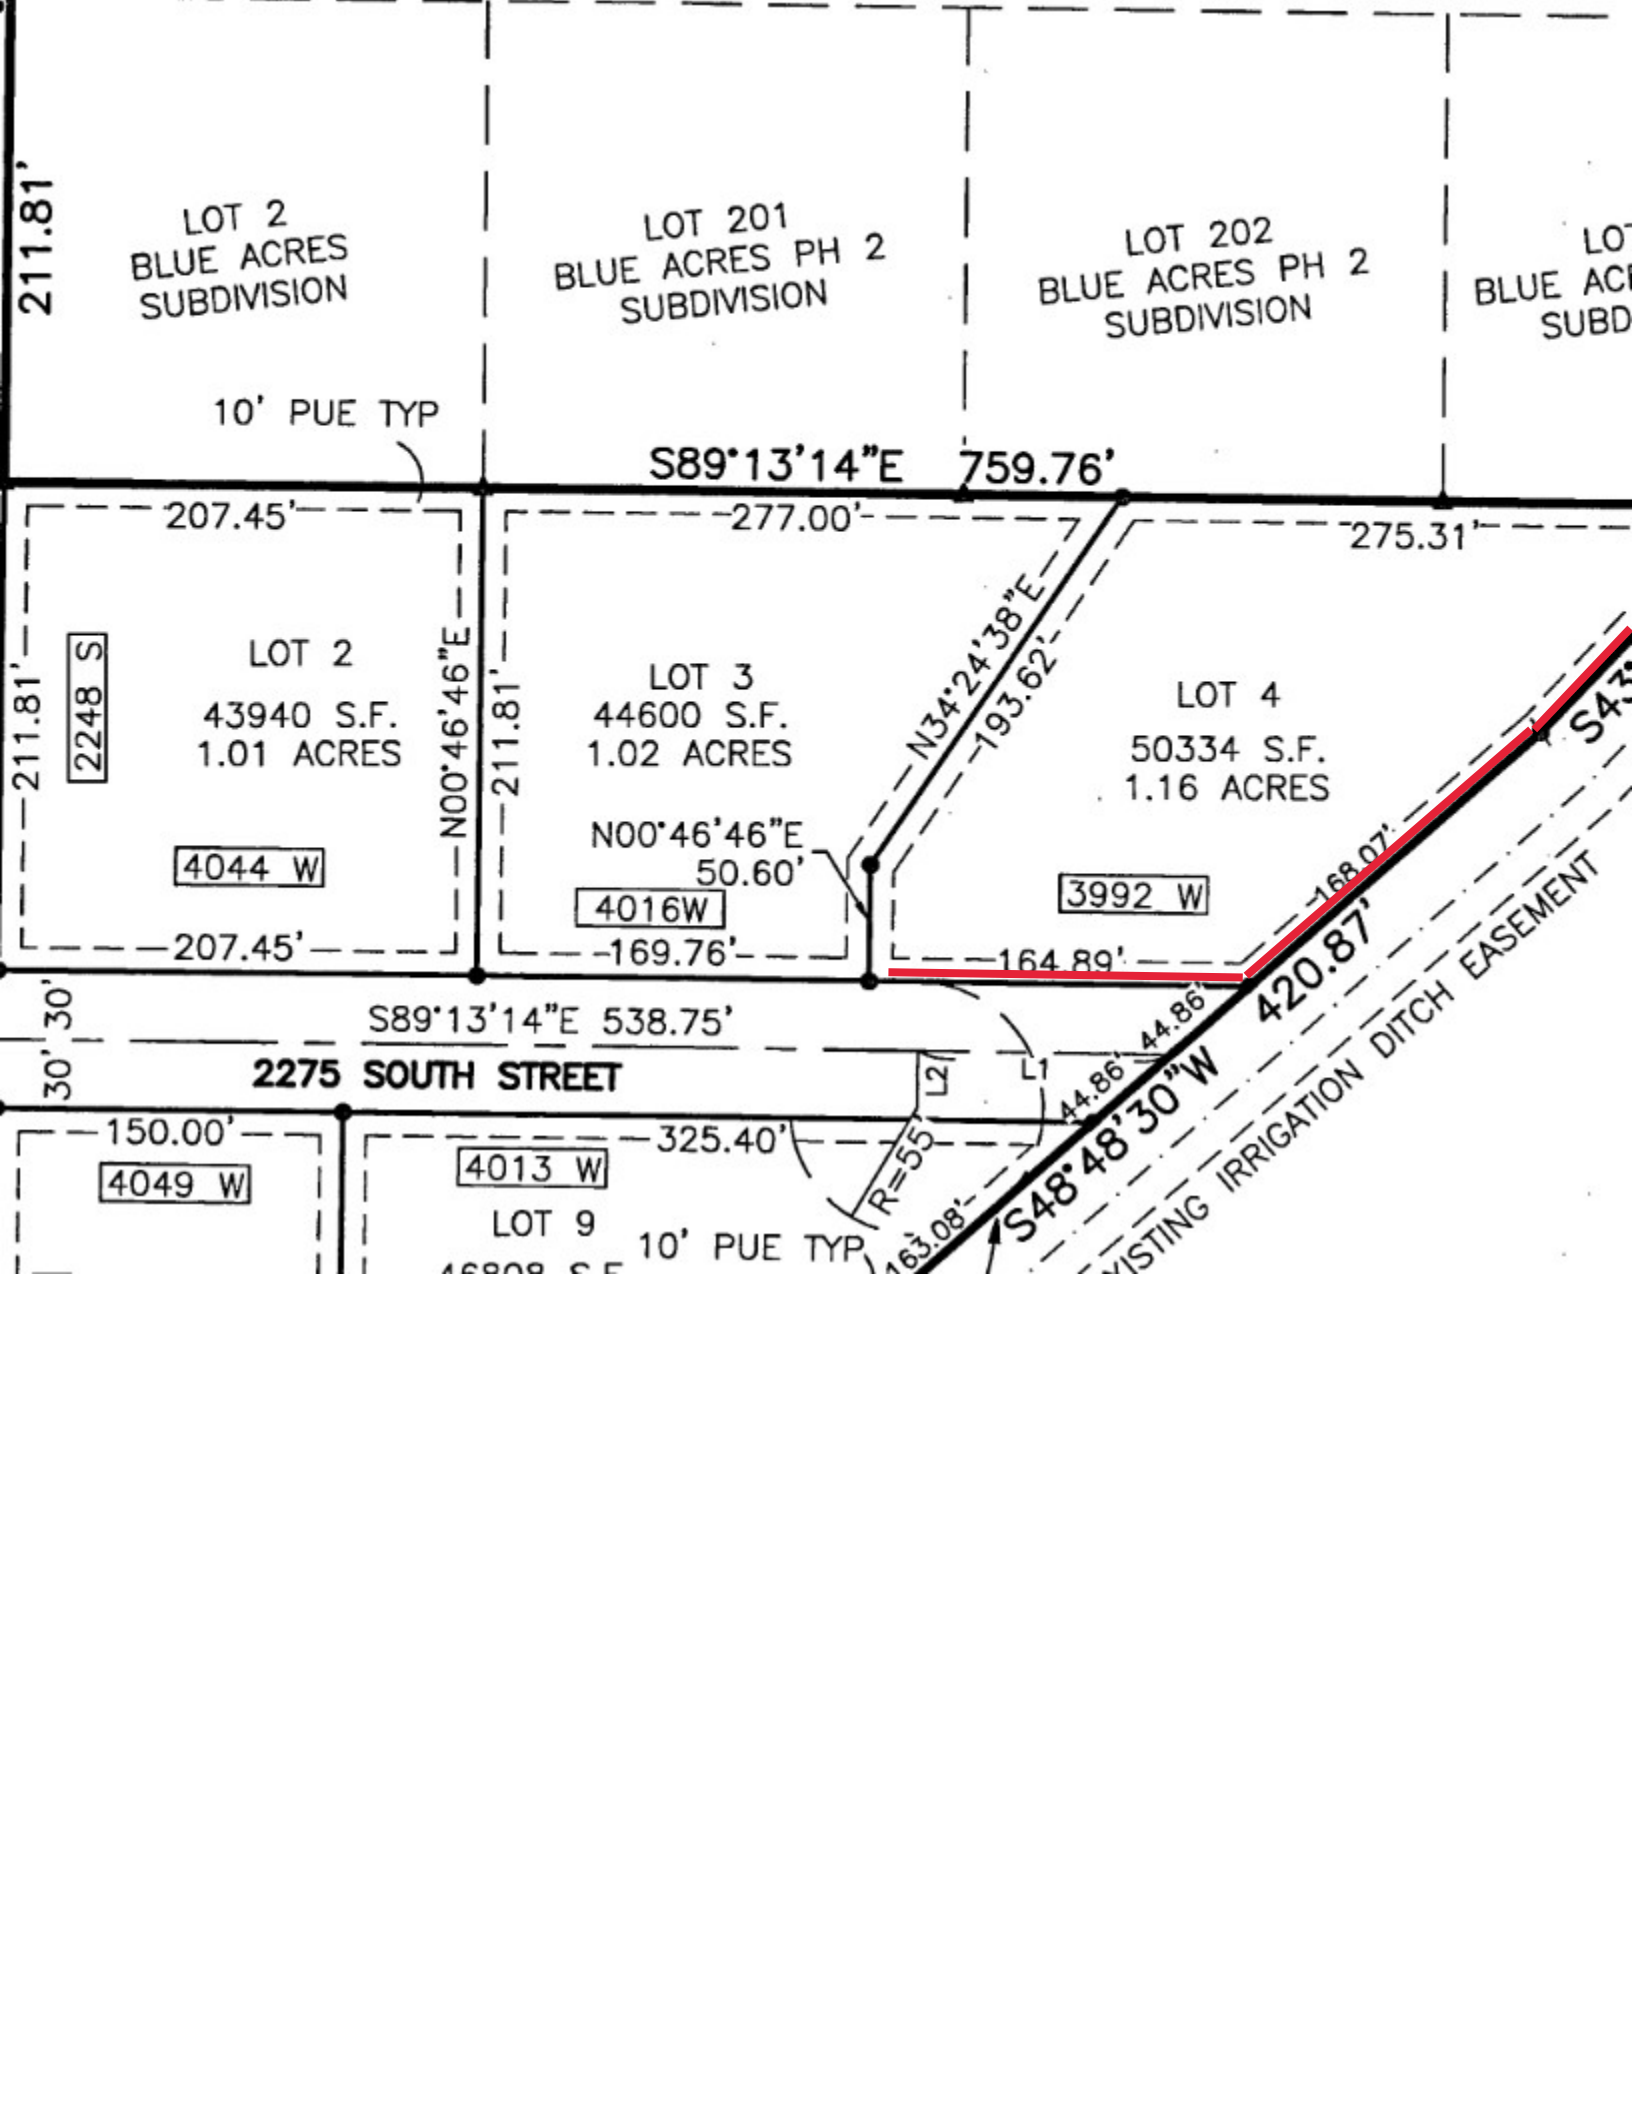 211.81'
LOT 2
BLUE ACRES
SUBDIVISION
LOT 201
BLUE ACRES PH 2
SUBDIVISION
LOT 202
BLUE ACRES PH 2
SUBDIVISION
BLUE
10' PUE TYP
S89°13'14"E 759.76'
207.45'
277.00'
275.31'
211.81'
2248 S
LOT 2
43940 S.F.
1.01 ACRES
4044 W
207.45'
N00°46'46"E
211.81'
LOT 3
44600 S.F.
1.02 ACRES
N00°46'46"E
50.60'
4016W
169.76'
N34°24'38"E
193.62'
LOT 4
50334 S.F.
1.16 ACRES
3992 W
164.89'
168.07'
S43°
420.87'
30'
30'
S89°13'14"E 538.75'
2275 SOUTH STREET
L2
L1
44.86'
44.86'
S48°48'30"W
IRRIGATION DITCH EASEMENT
150.00'
4049 W
325.40'
4013 W
LOT 9
10' PUE TYP
R=55'
163.08'